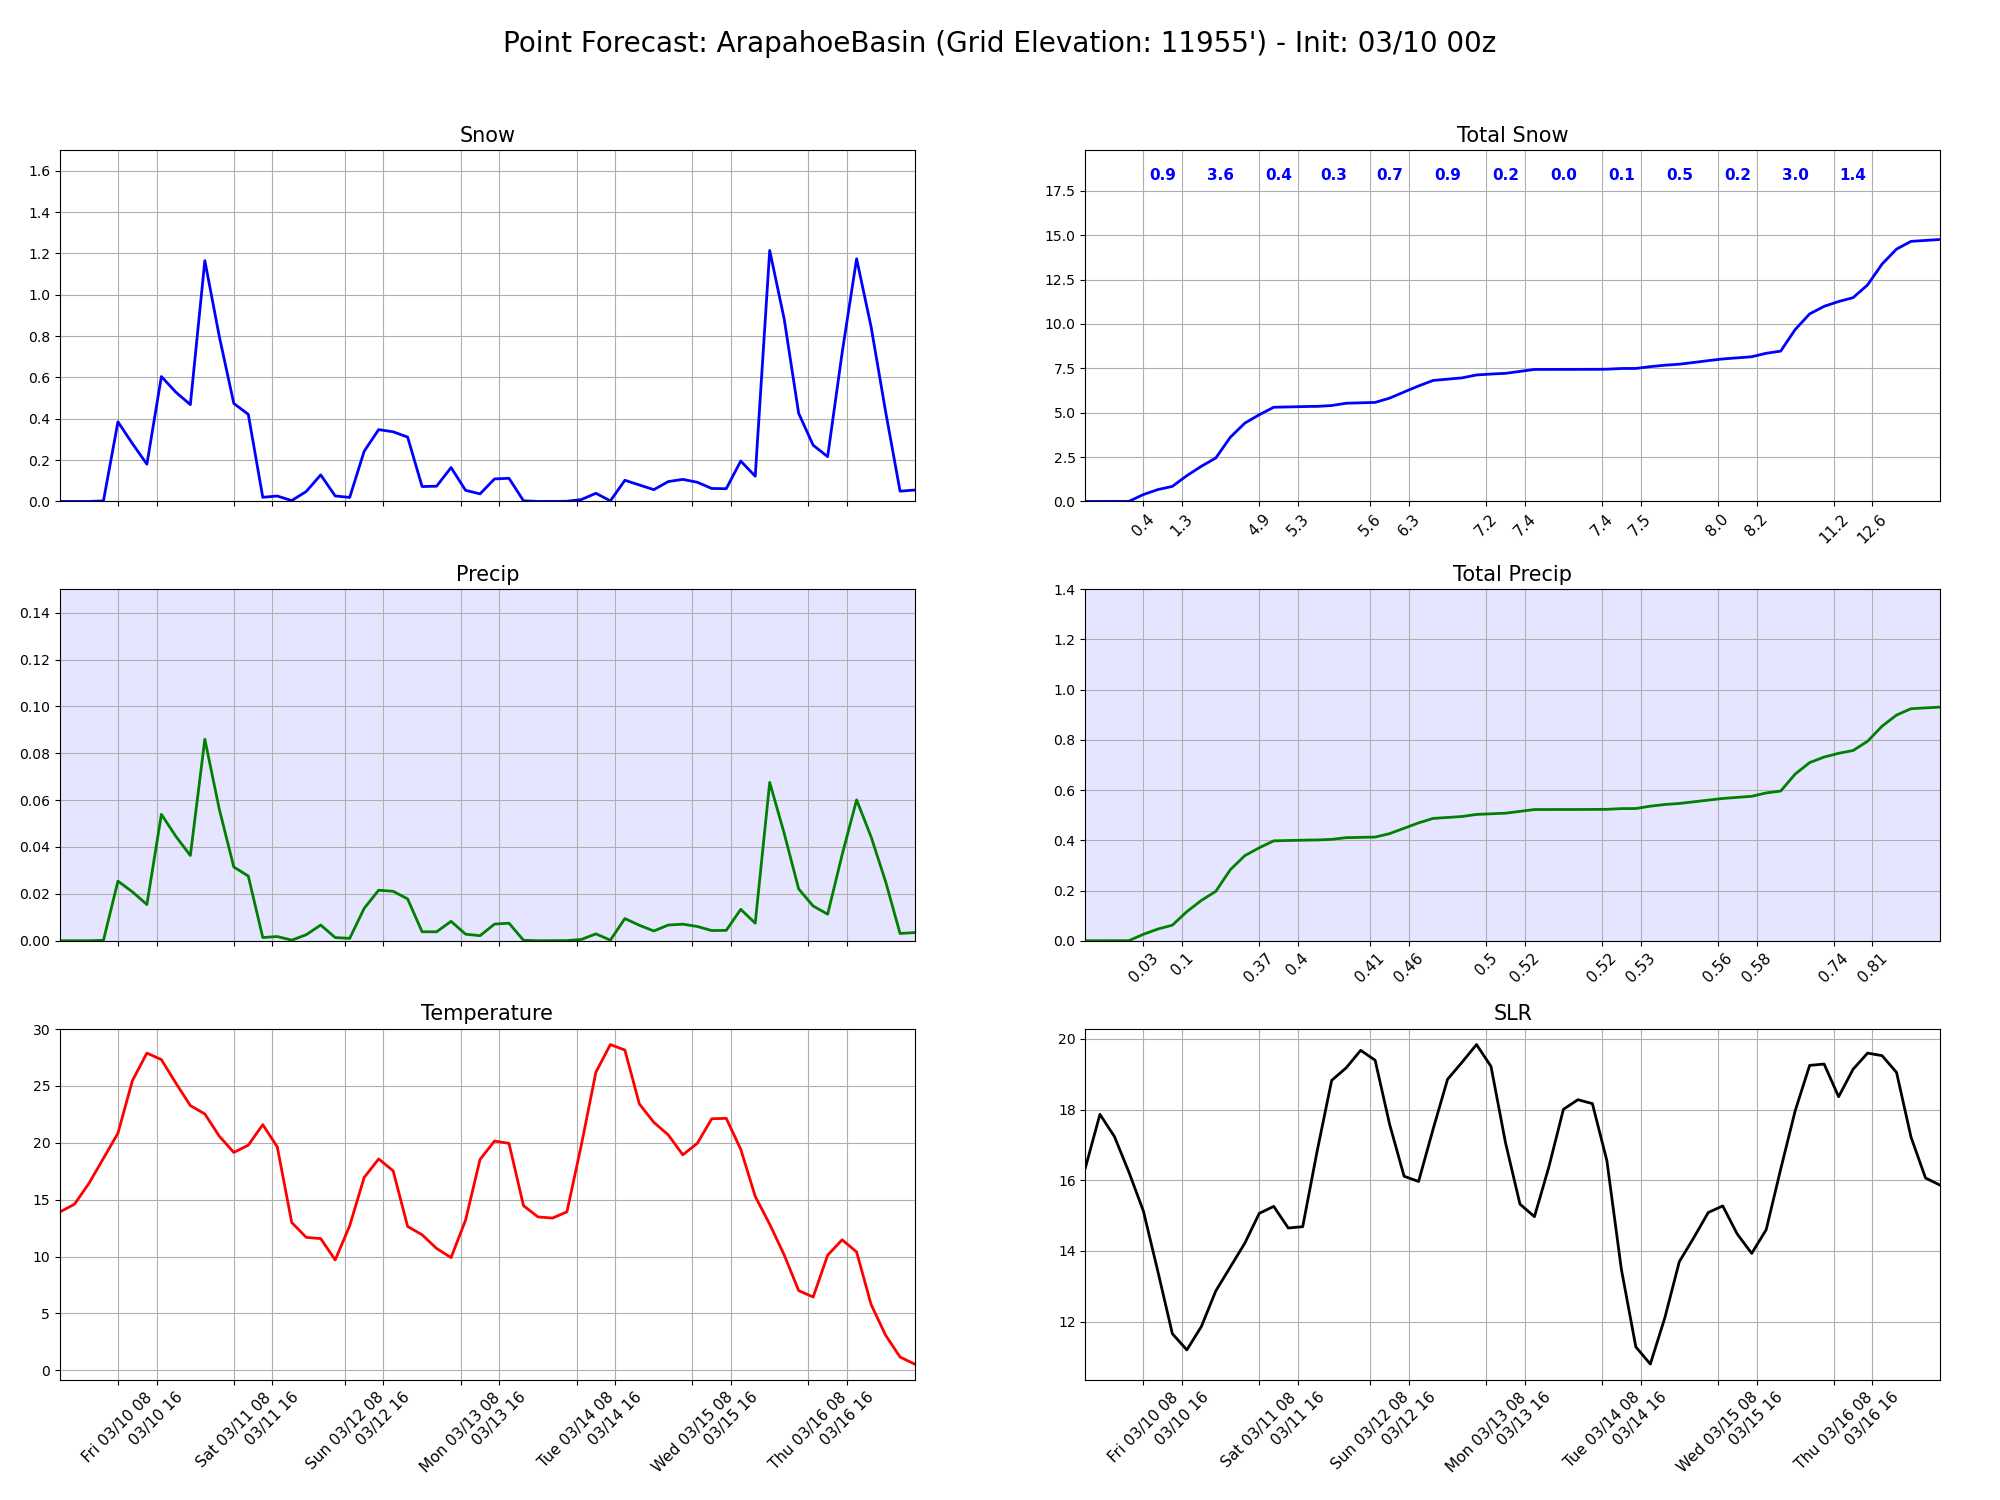 Point Forecast: ArapahoeBasin (Grid Elevation: 11955') - Init: 03/10 00z
Snow
1.6
1.4
1.2
1.0
0.8
0.6
0.4
0.2
0.0
Total Snow
0.9 3.6 0.4 0.3 0.7 0.9 0.2 0.0 0.1 0.5 0.2 3.0 1.4
17.5
15.0
12.5
10.0
7.5
5.0
2.5
0.0
0.4 1.3 4.9 5.3 5.6 6.3 7.2 7.4 7.4 7.5 8.0 8.2 11.2 12.6
Precip
0.14
0.12
0.10
0.08
0.06
0.04
0.02
0.00
Total Precip
1.4
1.2
1.0
0.8
0.6
0.4
0.2
0.0
0.03 0.1 0.37 0.4 0.41 0.46 0.5 0.52 0.52 0.53 0.56 0.58 0.74 0.81
Temperature
30
25
20
15
10
5
0
Fri 03/10 08
03/10 16
Sat 03/11 08
03/11 16
Sun 03/12 08
03/12 16
Mon 03/13 08
03/13 16
Tue 03/14 08
03/14 16
Wed 03/15 08
03/15 16
Thu 03/16 08
03/16 16
SLR
20
18
16
14
12
Fri 03/10 08
03/10 16
Sat 03/11 08
03/11 16
Sun 03/12 08
03/12 16
Mon 03/13 08
03/13 16
Tue 03/14 08
03/14 16
Wed 03/15 08
03/15 16
Thu 03/16 08
03/16 16